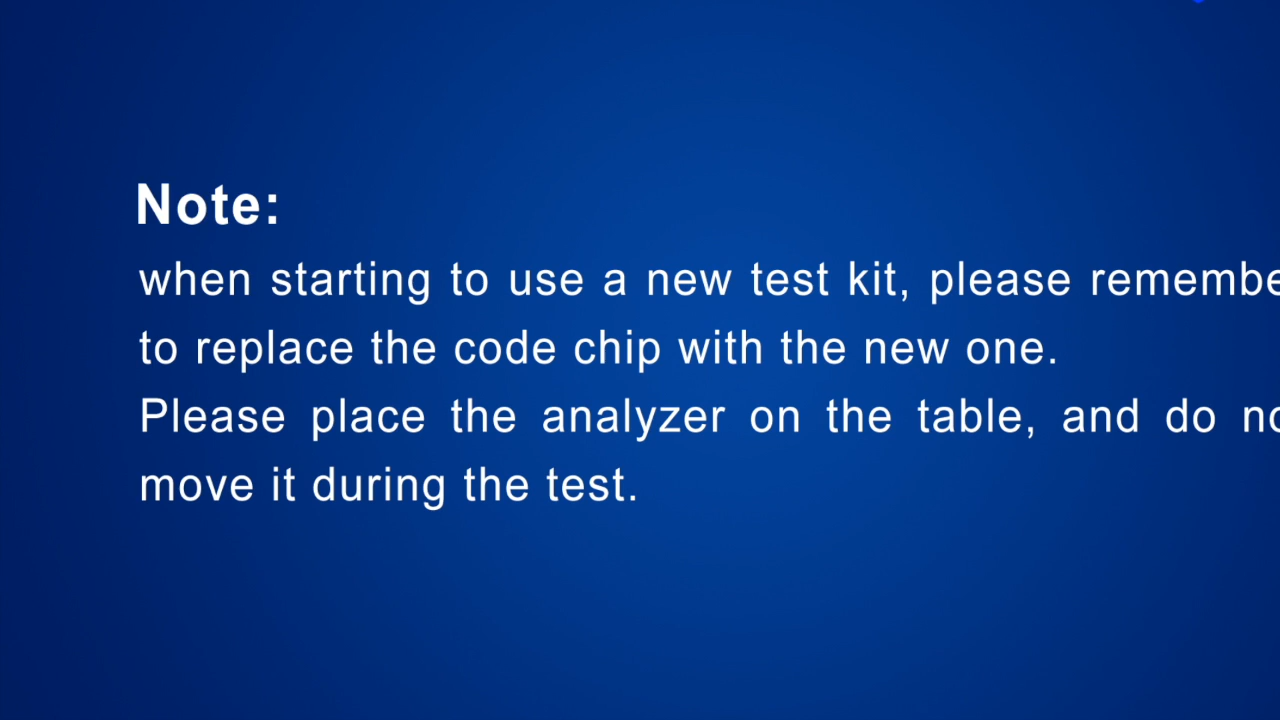 Note:
when starting to use a new test kit, please remembe
to replace the code chip with the new one.
Please place the analyzer on the table, and do no
move it during the test.